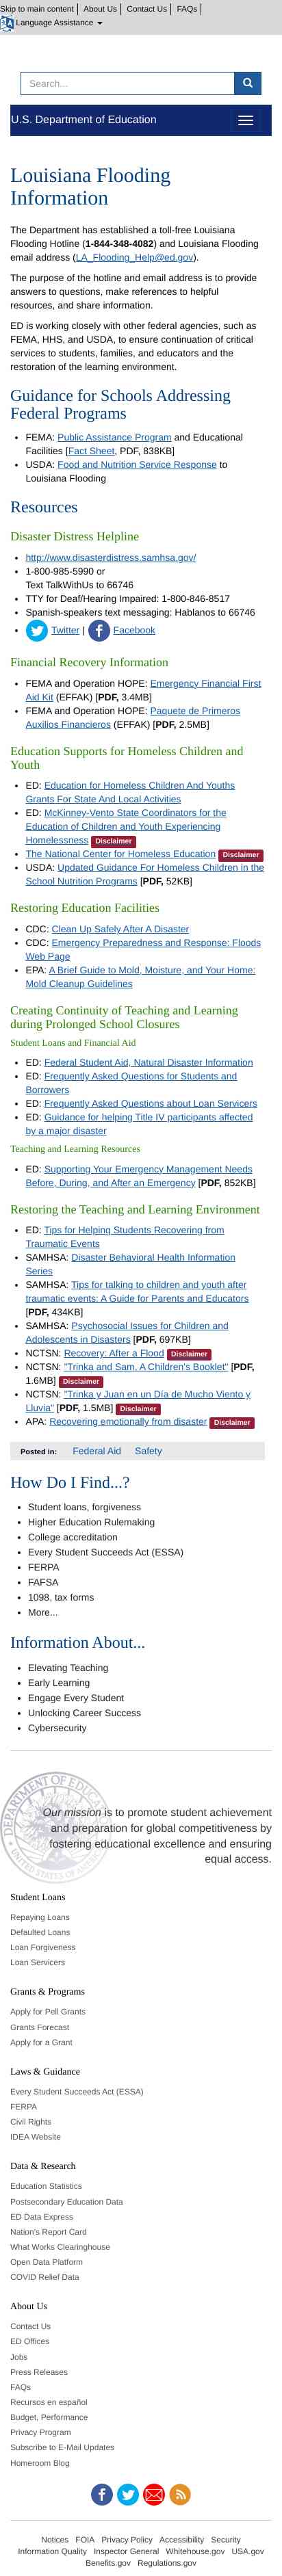 Skip to main content | About Us | Contact Us | FAQs |
Language Assistance
Search...
U.S. Department of Education
Louisiana Flooding
Information
The Department has established a toll-free Louisiana
Flooding Hotline (1-844-348-4082) and Louisiana Flooding
email address (LA_Flooding_Help@ed.gov).
The purpose of the hotline and email address is to provide
answers to questions, make references to helpful
resources, and share information.
ED is working closely with other federal agencies, such as
FEMA, HHS, and USDA, to ensure continuation of critical
services to students, families, and educators and the
restoration of the learning environment.
Guidance for Schools Addressing
Federal Programs
• FEMA: Public Assistance Program and Educational
Facilities [Fact Sheet, PDF, 838KB]
• USDA: Food and Nutrition Service Response to
Louisiana Flooding
Resources
Disaster Distress Helpline
• http://www.disasterdistress.samhsa.gov/
• 1-800-985-5990 or
Text TalkWithUs to 66746
• TTY for Deaf/Hearing Impaired: 1-800-846-8517
• Spanish-speakers text messaging: Hablanos to 66746
Twitter | Facebook
Financial Recovery Information
• FEMA and Operation HOPE: Emergency Financial First
Aid Kit (EFFAK) [PDF, 3.4MB]
• FEMA and Operation HOPE: Paquete de Primeros
Auxilios Financieros (EFFAK) [PDF, 2.5MB]
Education Supports for Homeless Children and
Youth
• ED: Education for Homeless Children And Youths
Grants For State And Local Activities
• ED: McKinney-Vento State Coordinators for the
Education of Children and Youth Experiencing
Homelessness Disclaimer
• The National Center for Homeless Education Disclaimer
• USDA: Updated Guidance For Homeless Children in the
School Nutrition Programs [PDF, 52KB]
Restoring Education Facilities
• CDC: Clean Up Safely After A Disaster
• CDC: Emergency Preparedness and Response: Floods
Web Page
• EPA: A Brief Guide to Mold, Moisture, and Your Home:
Mold Cleanup Guidelines
Creating Continuity of Teaching and Learning
during Prolonged School Closures
Student Loans and Financial Aid
• ED: Federal Student Aid, Natural Disaster Information
• ED: Frequently Asked Questions for Students and
Borrowers
• ED: Frequently Asked Questions about Loan Servicers
• ED: Guidance for helping Title IV participants affected
by a major disaster
Teaching and Learning Resources
• ED: Supporting Your Emergency Management Needs
Before, During, and After an Emergency [PDF, 852KB]
Restoring the Teaching and Learning Environment
• ED: Tips for Helping Students Recovering from
Traumatic Events
• SAMHSA: Disaster Behavioral Health Information
Series
• SAMHSA: Tips for talking to children and youth after
traumatic events: A Guide for Parents and Educators
[PDF, 434KB]
• SAMHSA: Psychosocial Issues for Children and
Adolescents in Disasters [PDF, 697KB]
• NCTSN: Recovery: After a Flood Disclaimer
• NCTSN: "Trinka and Sam, A Children's Booklet" [PDF,
1.6MB] Disclaimer
• NCTSN: "Trinka y Juan en un Día de Mucho Viento y
Lluvia" [PDF, 1.5MB] Disclaimer
• APA: Recovering emotionally from disaster Disclaimer
Posted in: Federal Aid Safety
How Do I Find...?
• Student loans, forgiveness
• Higher Education Rulemaking
• College accreditation
• Every Student Succeeds Act (ESSA)
• FERPA
• FAFSA
• 1098, tax forms
• More...
Information About...
• Elevating Teaching
• Early Learning
• Engage Every Student
• Unlocking Career Success
• Cybersecurity
Our mission is to promote student achievement
and preparation for global competitiveness by
fostering educational excellence and ensuring
equal access.
Student Loans
Repaying Loans
Defaulted Loans
Loan Forgiveness
Loan Servicers
Grants & Programs
Apply for Pell Grants
Grants Forecast
Apply for a Grant
Laws & Guidance
Every Student Succeeds Act (ESSA)
FERPA
Civil Rights
IDEA Website
Data & Research
Education Statistics
Postsecondary Education Data
ED Data Express
Nation's Report Card
What Works Clearinghouse
Open Data Platform
COVID Relief Data
About Us
Contact Us
ED Offices
Jobs
Press Releases
FAQs
Recursos en español
Budget, Performance
Privacy Program
Subscribe to E-Mail Updates
Homeroom Blog
Notices FOIA Privacy Policy Accessibility Security
Information Quality Inspector General Whitehouse.gov USA.gov
Benefits.gov Regulations.gov